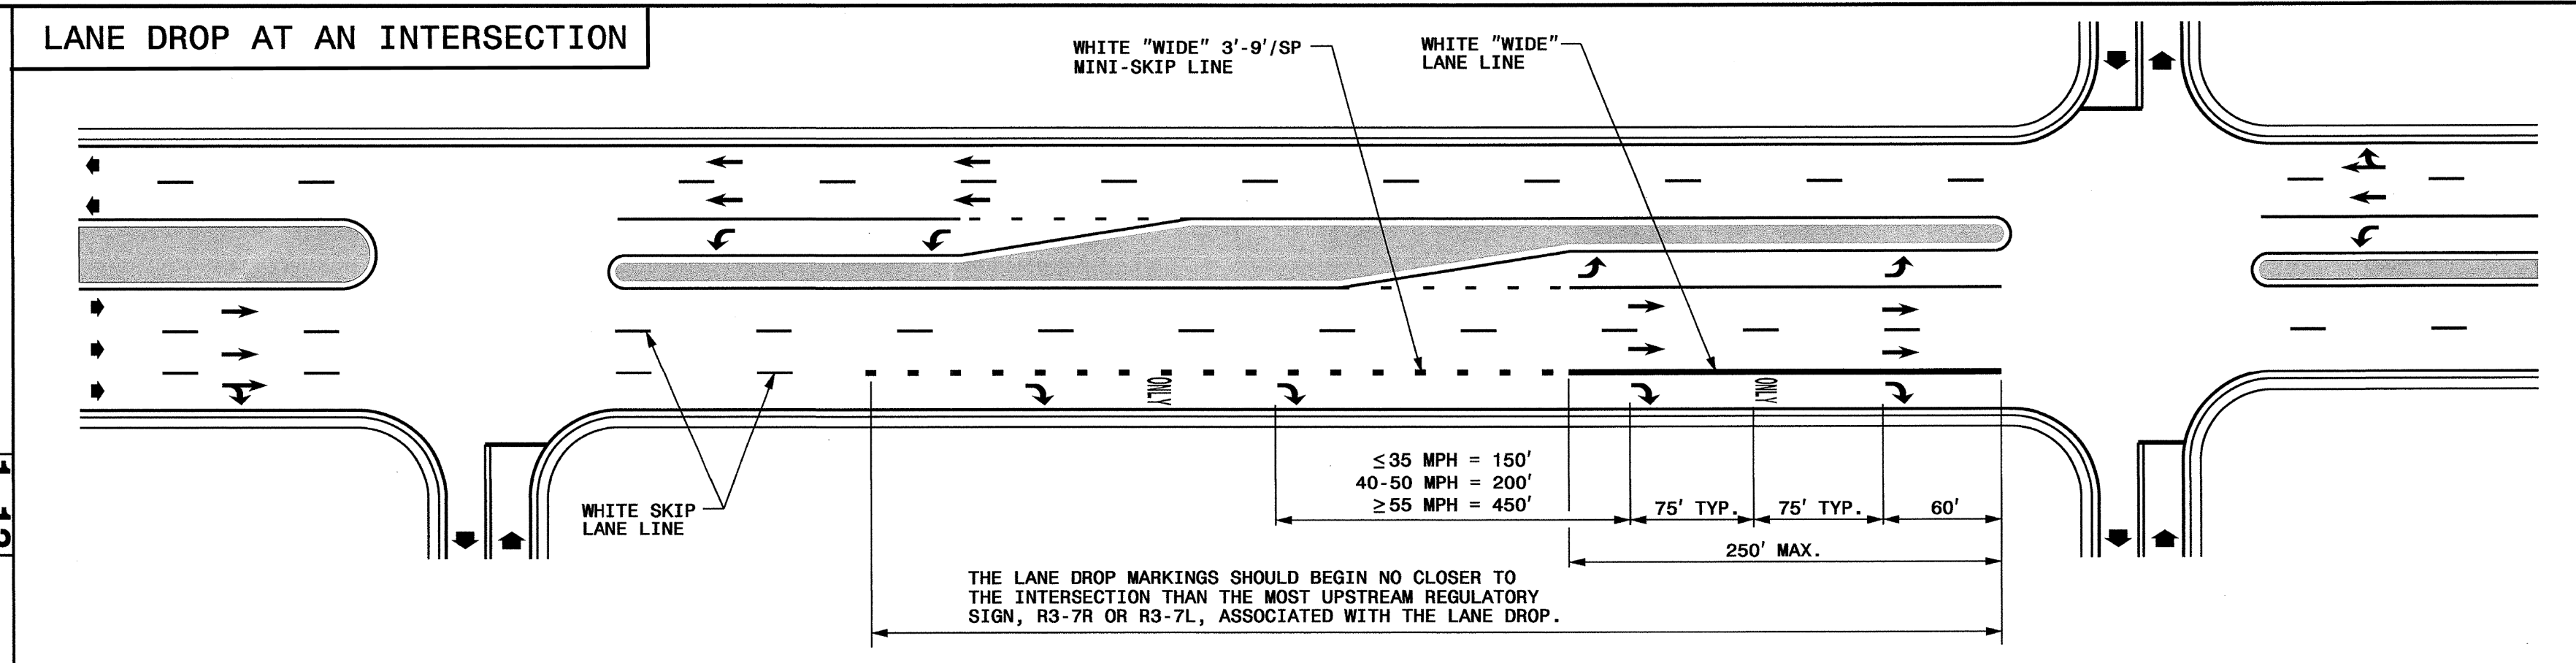 LANE DROP AT AN INTERSECTION
WHITE "WIDE" 3'-9'/SP
MINI-SKIP LINE
WHITE "WIDE"
LANE LINE
ONLY
ONLY
WHITE SKIP
LANE LINE
≤35 MPH = 150'
40-50 MPH = 200'
≥55 MPH = 450'
75' TYP.
75' TYP.
60'
250' MAX.
THE LANE DROP MARKINGS SHOULD BEGIN NO CLOSER TO
THE INTERSECTION THAN THE MOST UPSTREAM REGULATORY
SIGN, R3-7R OR R3-7L, ASSOCIATED WITH THE LANE DROP.